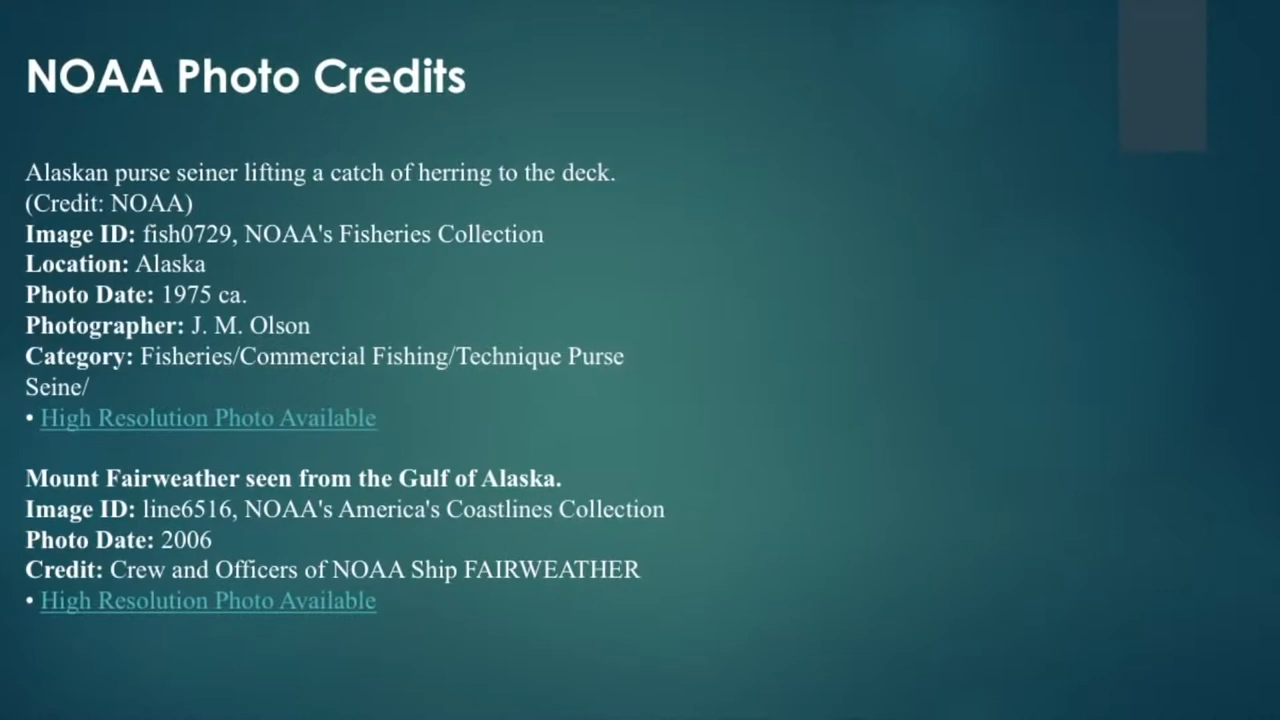 NOAA Photo Credits
Alaskan purse seiner lifting a catch of herring to the deck.
(Credit: NOAA)
Image ID: fish0729, NOAA's Fisheries Collection
Location: Alaska
Photo Date: 1975 ca.
Photographer: J. M. Olson
Category: Fisheries/Commercial Fishing/Technique Purse
Seine/
• High Resolution Photo Available
Mount Fairweather seen from the Gulf of Alaska.
Image ID: line6516, NOAA's America's Coastlines Collection
Photo Date: 2006
Credit: Crew and Officers of NOAA Ship FAIRWEATHER
• High Resolution Photo Available